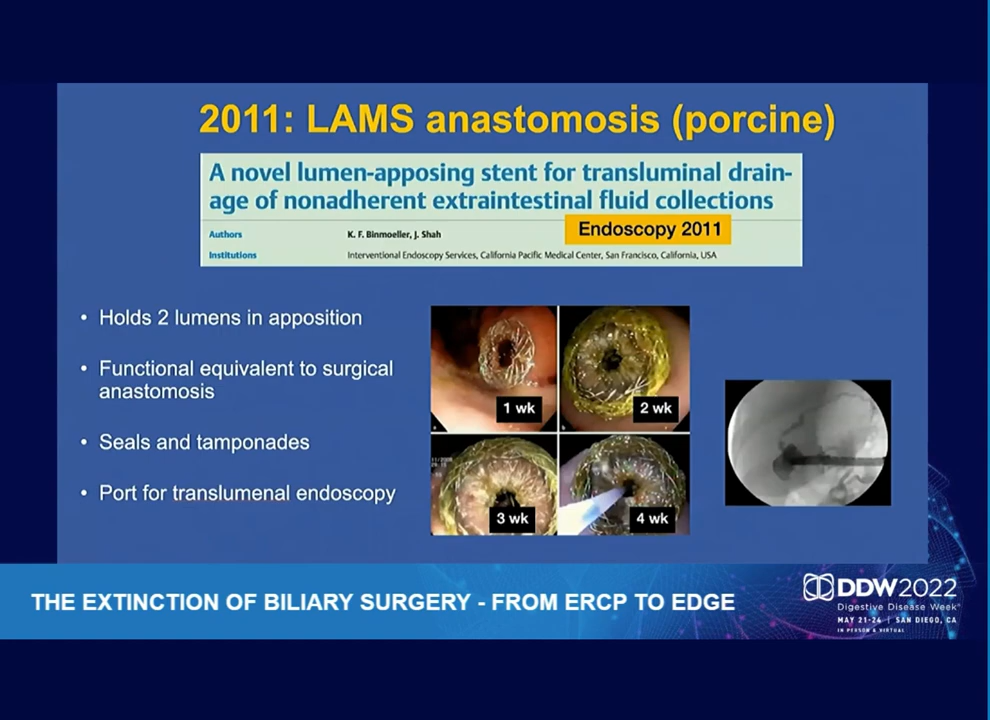 2011: LAMS anastomosis (porcine)
A novel lumen-apposing stent for transluminal drain-
age of nonadherent extraintestinal fluid collections
Endoscopy 2011
Authors K. F. Binmoeller, J. Shah
Institutions Interventional Endoscopy Services, California Pacific Medical Center, San Francisco, California, USA
• Holds 2 lumens in apposition
• Functional equivalent to surgical
anastomosis
• Seals and tamponades
• Port for translumenal endoscopy
1 wk
2 wk
3 wk
4 wk
THE EXTINCTION OF BILIARY SURGERY - FROM ERCP TO EDGE
DDW2022
Digestive Disease Week®
MAY 21-24 | SAN DIEGO, CA
IN PERSON & VIRTUAL